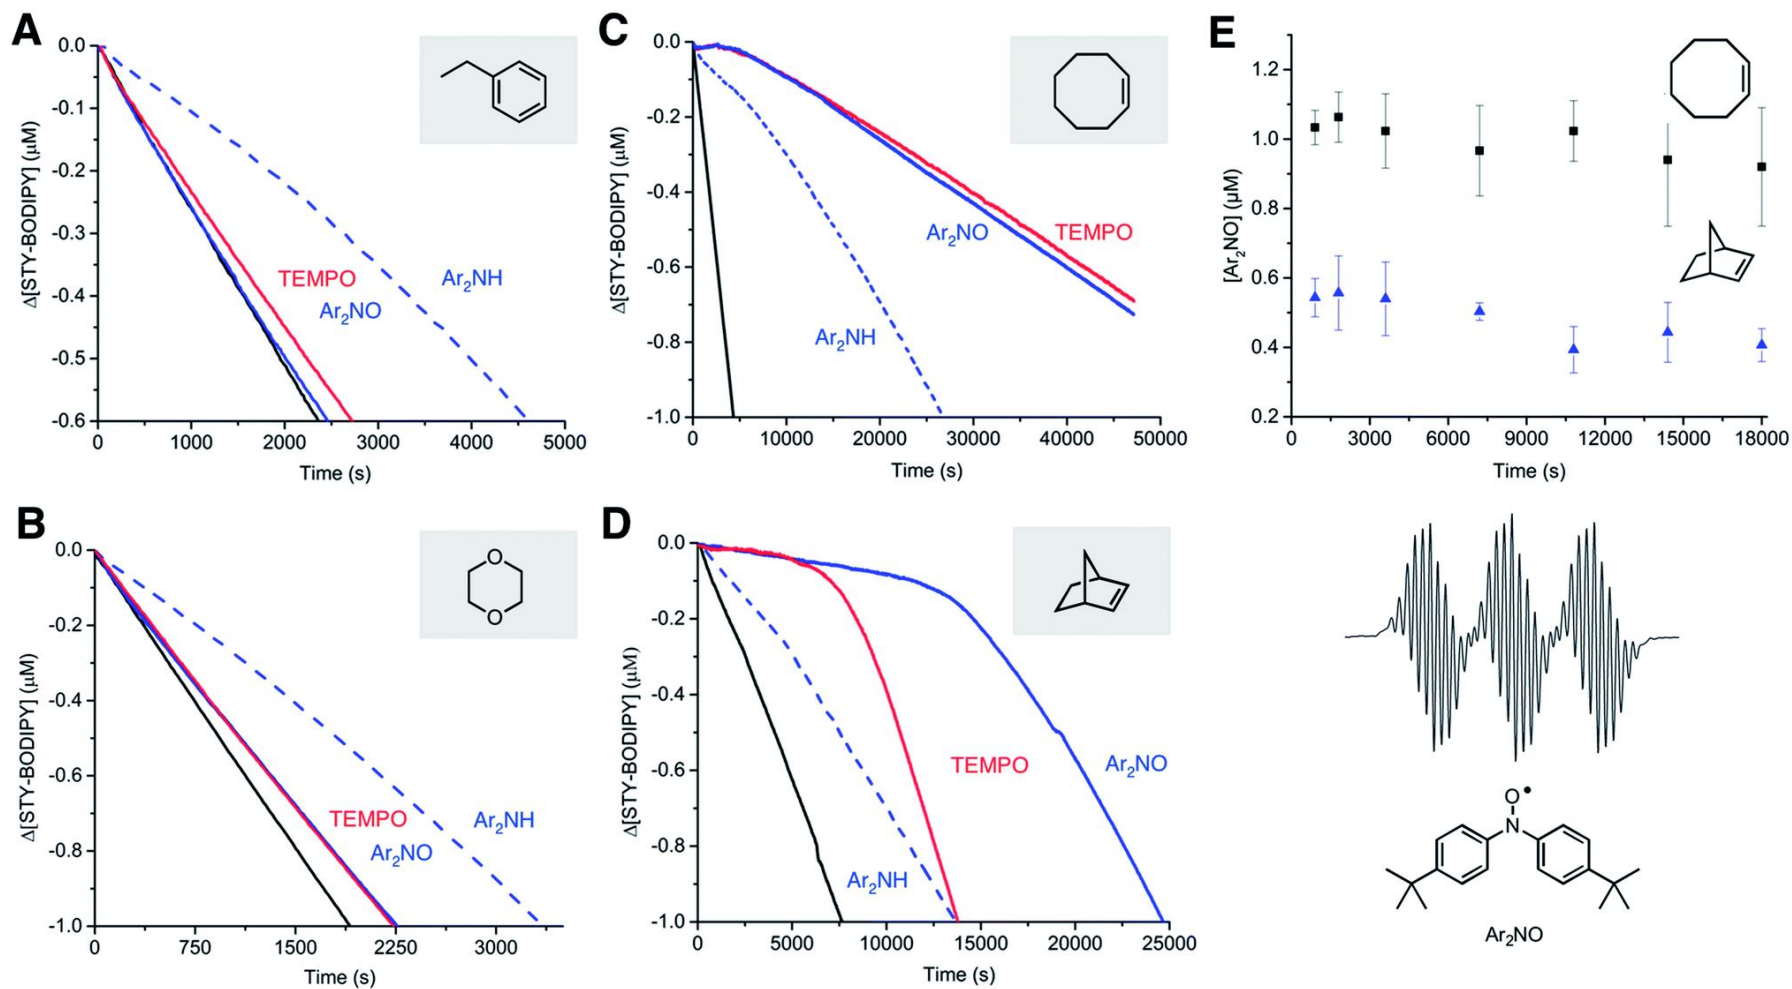 A
0.0
-0.1
-0.2
-0.3
-0.4
-0.5
-0.6
Δ[STY-BODIPY] (μM)
TEMPO
Ar₂NO
Ar₂NH
0 1000 2000 3000 4000 5000
Time (s)
B
0.0
-0.2
-0.4
-0.6
-0.8
-1.0
Δ[STY-BODIPY] (μM)
O
O
TEMPO
Ar₂NO
Ar₂NH
0 750 1500 2250 3000
Time (s)
C
0.0
-0.2
-0.4
-0.6
-0.8
-1.0
Δ[STY-BODIPY] (μM)
Ar₂NO
TEMPO
Ar₂NH
0 10000 20000 30000 40000 50000
Time (s)
D
0.0
-0.2
-0.4
-0.6
-0.8
-1.0
Δ[STY-BODIPY] (μM)
TEMPO
Ar₂NO
Ar₂NH
0 5000 10000 15000 20000 25000
Time (s)
E
1.2
1.0
0.8
0.6
0.4
0.2
[Ar₂NO] (μM)
0 3000 6000 9000 12000 15000 18000
Time (s)
O•
N
Ar₂NO